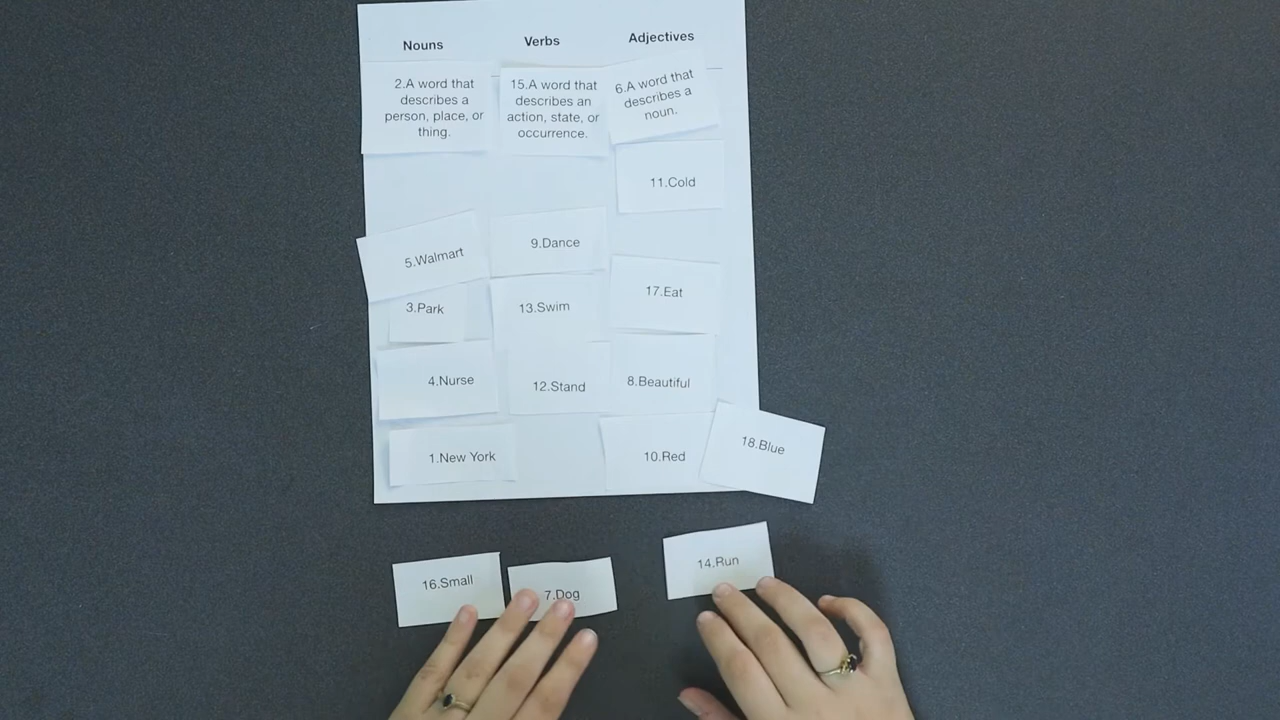 Nouns
Verbs
Adjectives
2.A word that
describes a
person, place, or
thing.
15.A word that
describes an
action, state, or
occurrence.
6.A word that
describes a
noun.
11.Cold
5.Walmart
9.Dance
3.Park
13.Swim
17.Eat
4.Nurse
12.Stand
8.Beautiful
1.New York
10.Red
18.Blue
16.Small
7.Dog
14.Run